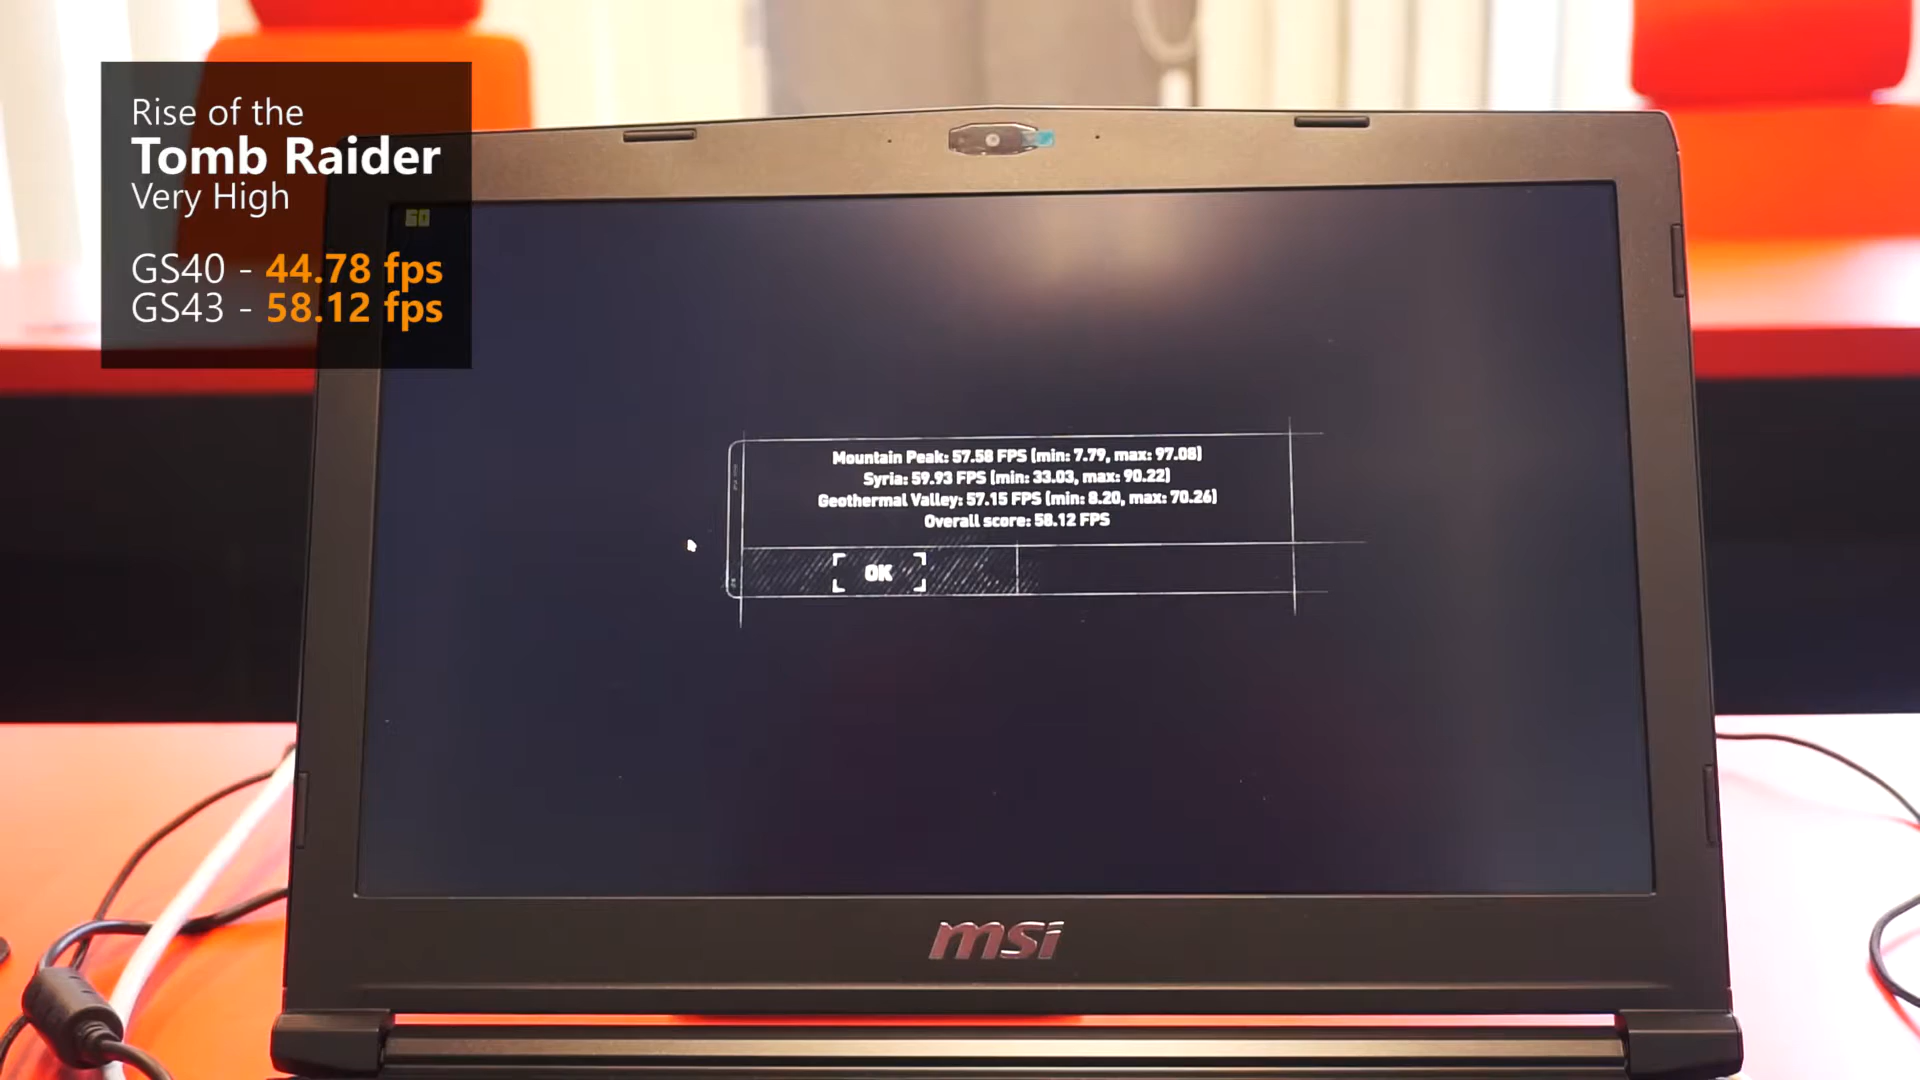 Rise of the
Tomb Raider
Very High
GS40 - 44.78 fps
GS43 - 58.12 fps
60
Mountain Peak: 57.58 FPS (min: 7.79, max: 97.08)
Syria: 59.93 FPS (min: 33.03, max: 90.22)
Geothermal Valley: 57.15 FPS (min: 8.20, max: 70.26)
Overall score: 58.12 FPS
OK
msi